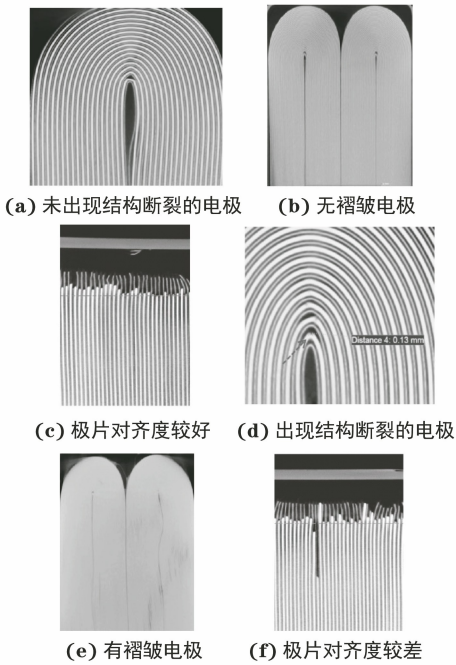 (a) 未出现结构断裂的电极
(b) 无褶皱电极
(c) 极片对齐度较好
Distance 4: 0.13 mm
(d) 出现结构断裂的电极
(e) 有褶皱电极
(f) 极片对齐度较差